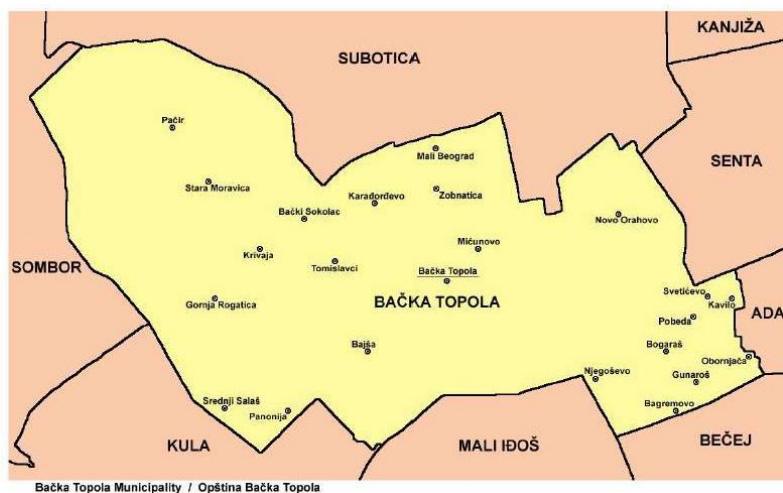 KANJIŽA
SUBOTICA
Pačir
Mali Beograd
SENTA
Stara Moravica
Zobnatica
Karađorđevo
Bački Sokolac
Novo Orahovo
Mićunovo
Krivaja
SOMBOR
Tomislavci
Bačka Topola
Svetićevo
Kavilo
Gornja Rogatica
BAČKA TOPOLA
ADA
Pobeda
Bajša
Bogaraš
Obornjača
Njegoševo
Gunaroš
Srednji Salaš
Panonija
Bagremovo
KULA
MALI IĐOŠ
BEČEJ
Bačka Topola Municipality / Opština Bačka Topola